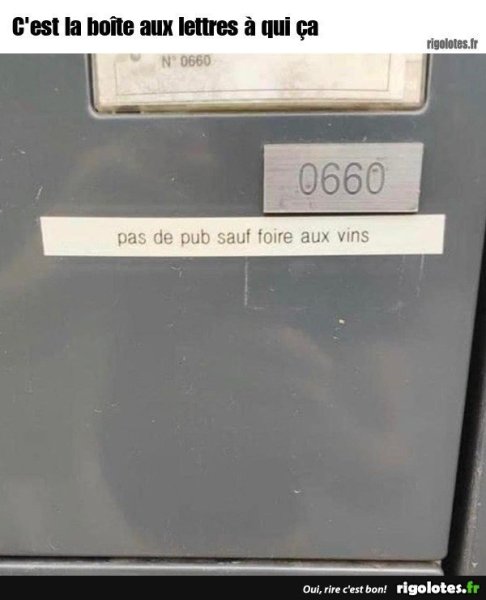 C'est la boîte aux lettres à qui ça
rigolotes.fr
N° 0660
0660
pas de pub sauf foire aux vins
Oui, rire c'est bon! rigolotes.fr